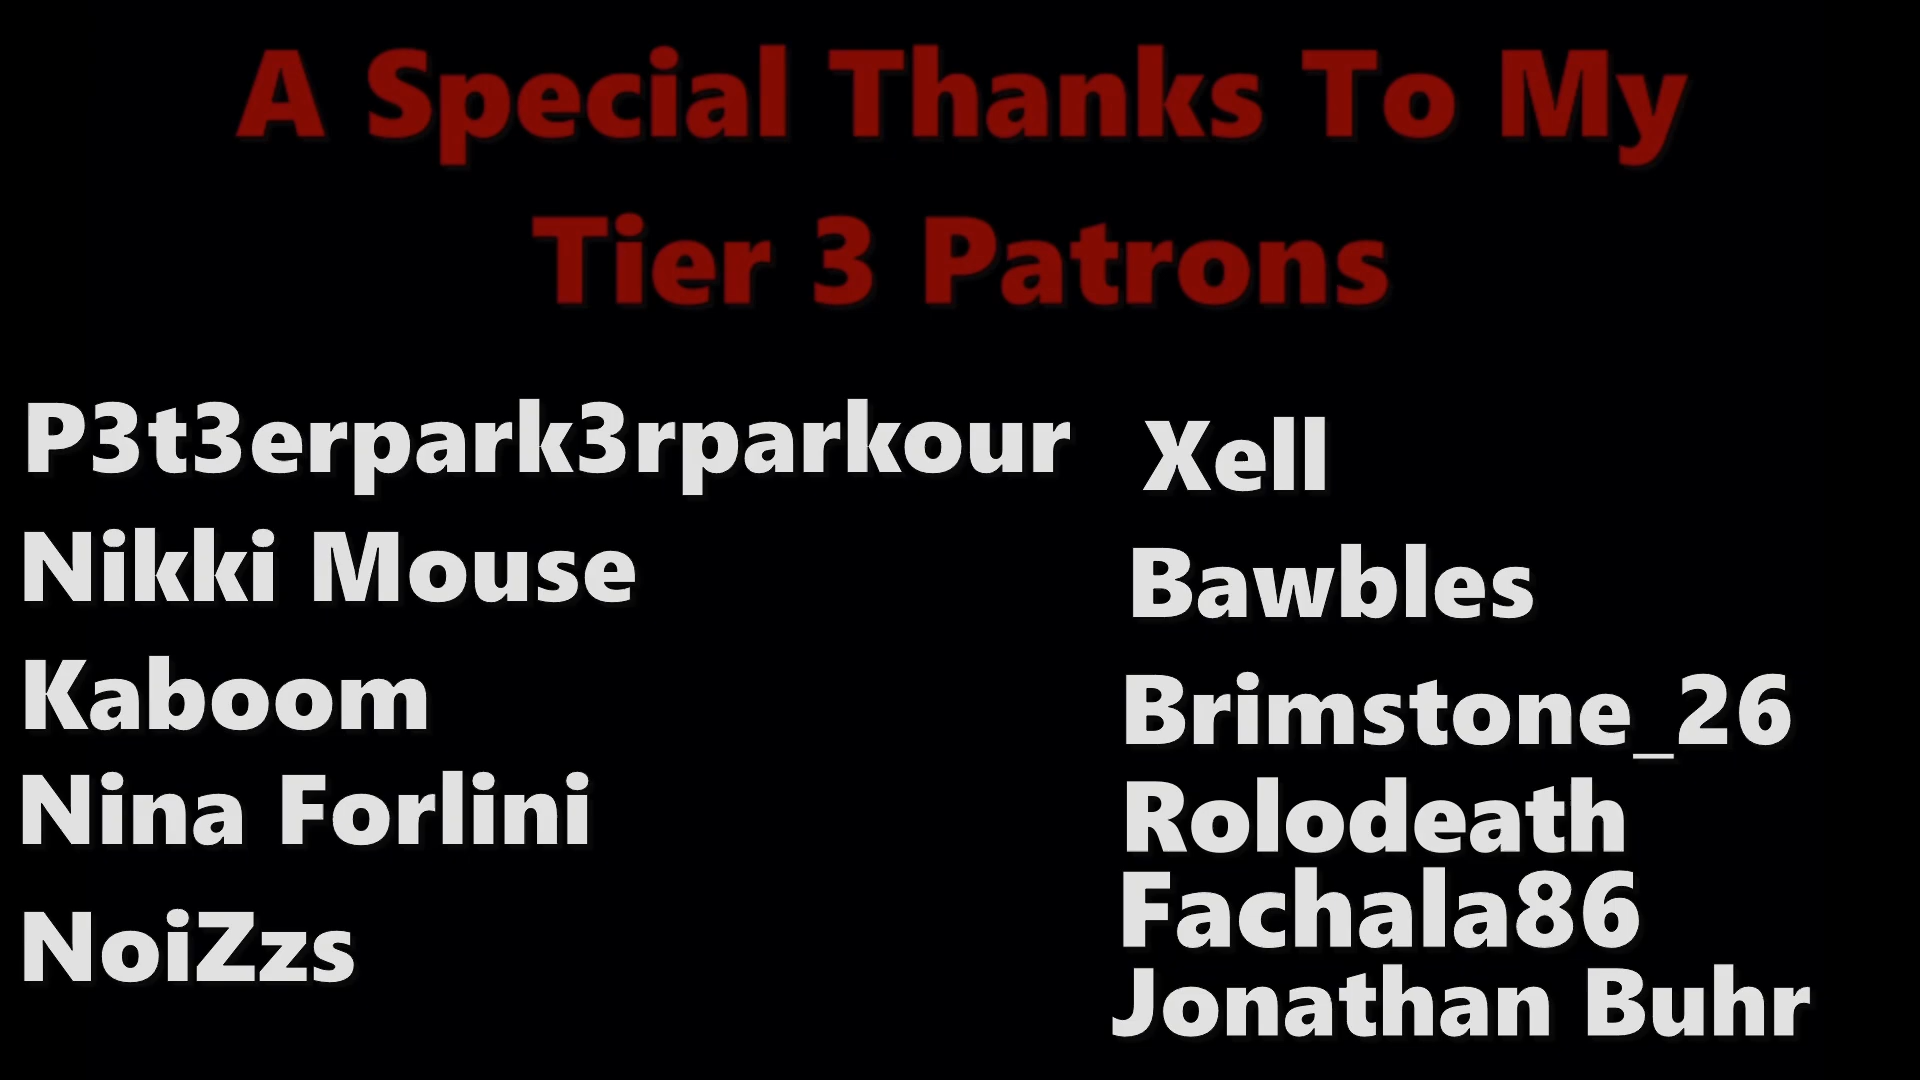 A Special Thanks To My
Tier 3 Patrons
P3t3erpark3rparkour
Nikki Mouse
Kaboom
Nina Forlini
NoiZzs
Xell
Bawbles
Brimstone_26
Rolodeath
Fachala86
Jonathan Buhr